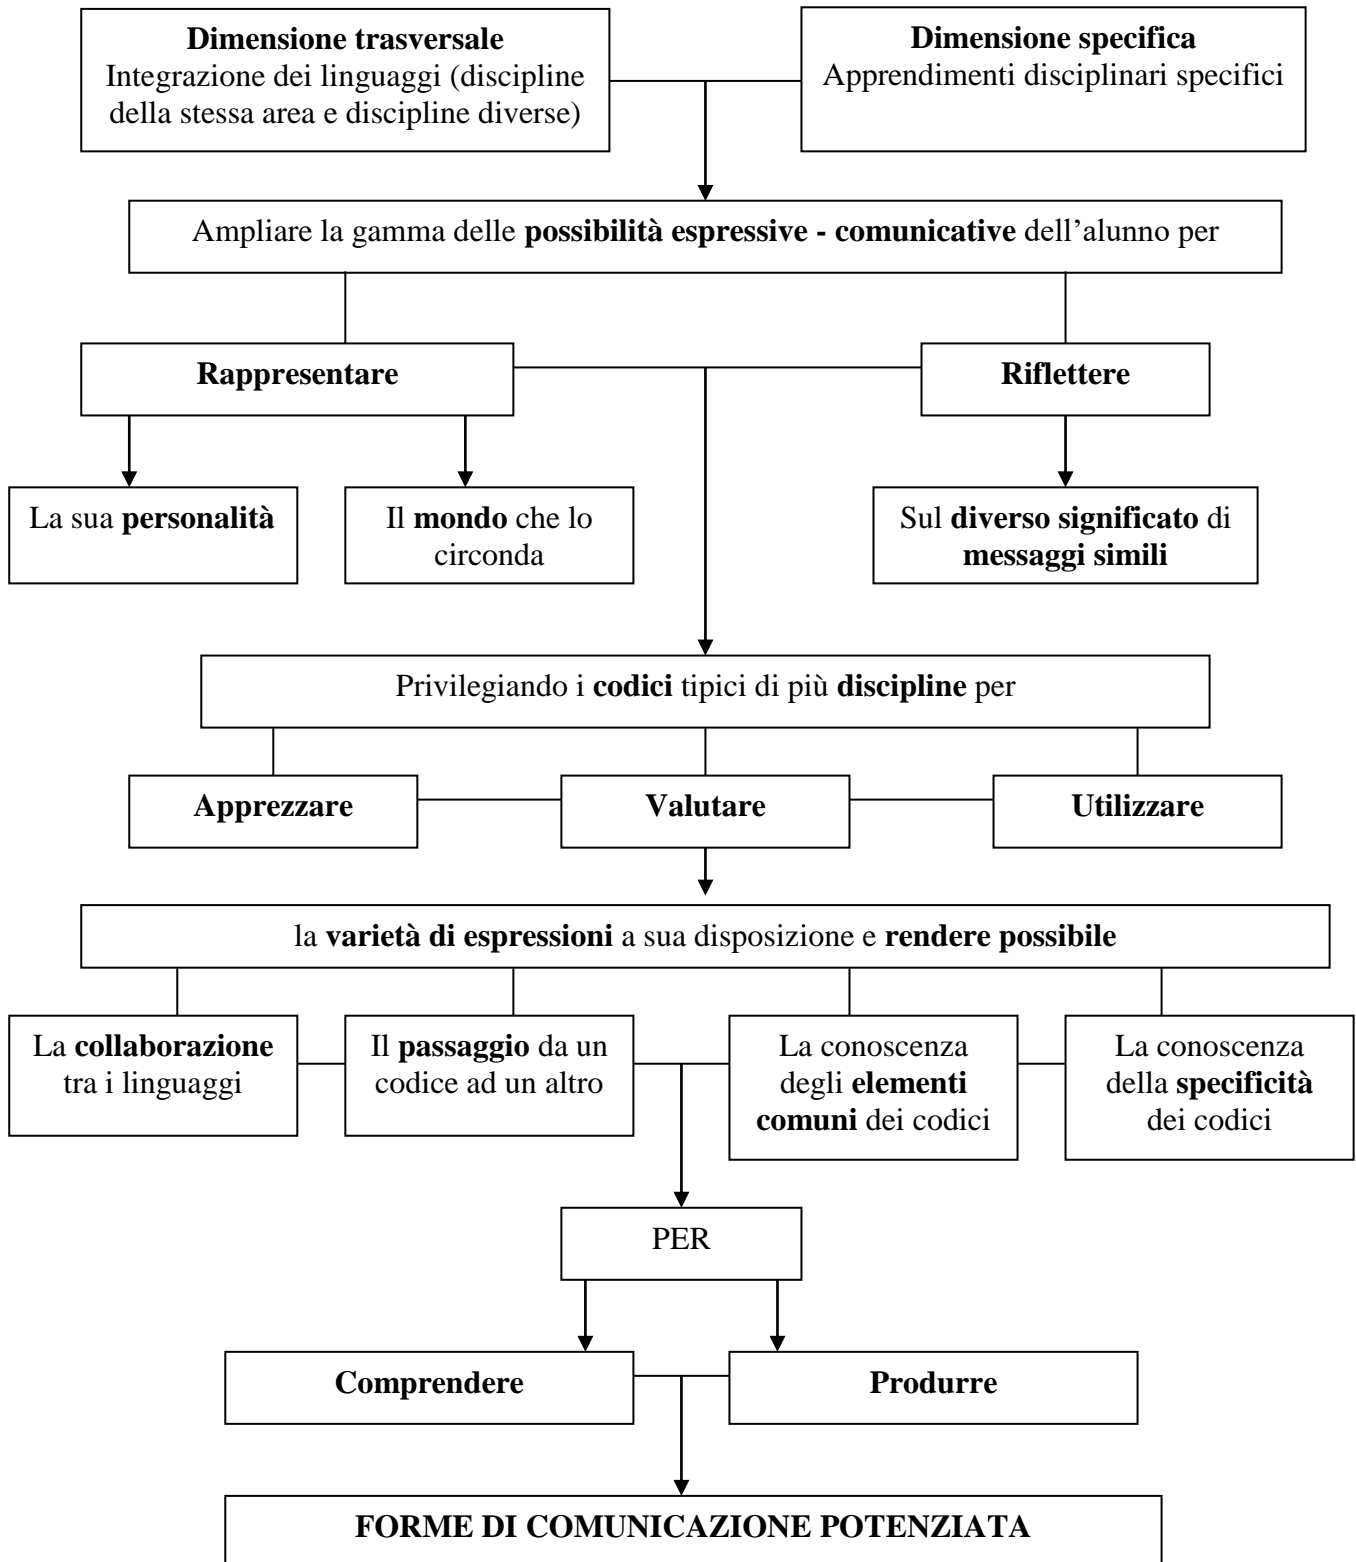 Dimensione trasversale
Integrazione dei linguaggi (discipline
della stessa area e discipline diverse)
Dimensione specifica
Apprendimenti disciplinari specifici
Ampliare la gamma delle possibilità espressive - comunicative dell’alunno per
Rappresentare
Riflettere
La sua personalità
Il mondo che lo
circonda
Sul diverso significato di
messaggi simili
Privilegiando i codici tipici di più discipline per
Apprezzare
Valutare
Utilizzare
la varietà di espressioni a sua disposizione e rendere possibile
La collaborazione
tra i linguaggi
Il passaggio da un
codice ad un altro
La conoscenza
degli elementi
comuni dei codici
La conoscenza
della specificità
dei codici
PER
Comprendere
Produrre
FORME DI COMUNICAZIONE POTENZIATA